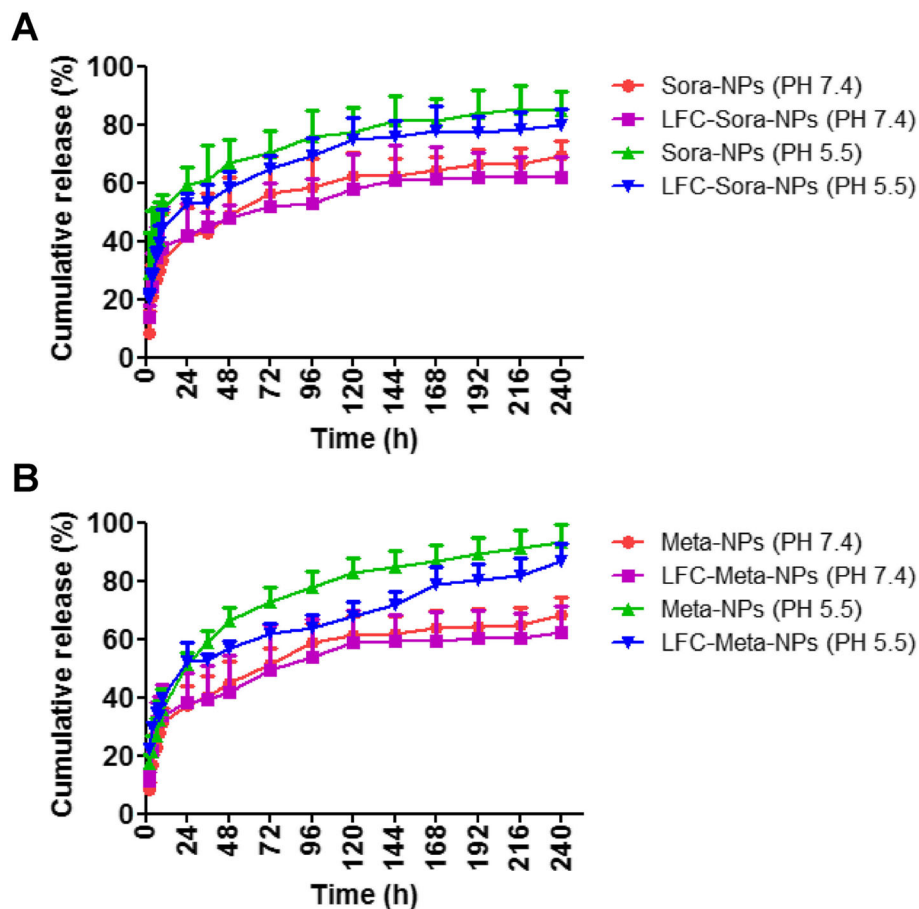 A
Cumulative release (%)
100
80
60
40
20
0
0 24 48 72 96 120 144 168 192 216 240
Time (h)
Sora-NPs (PH 7.4)
LFC-Sora-NPs (PH 7.4)
Sora-NPs (PH 5.5)
LFC-Sora-NPs (PH 5.5)
B
Cumulative release (%)
100
80
60
40
20
0
0 24 48 72 96 120 144 168 192 216 240
Time (h)
Meta-NPs (PH 7.4)
LFC-Meta-NPs (PH 7.4)
Meta-NPs (PH 5.5)
LFC-Meta-NPs (PH 5.5)